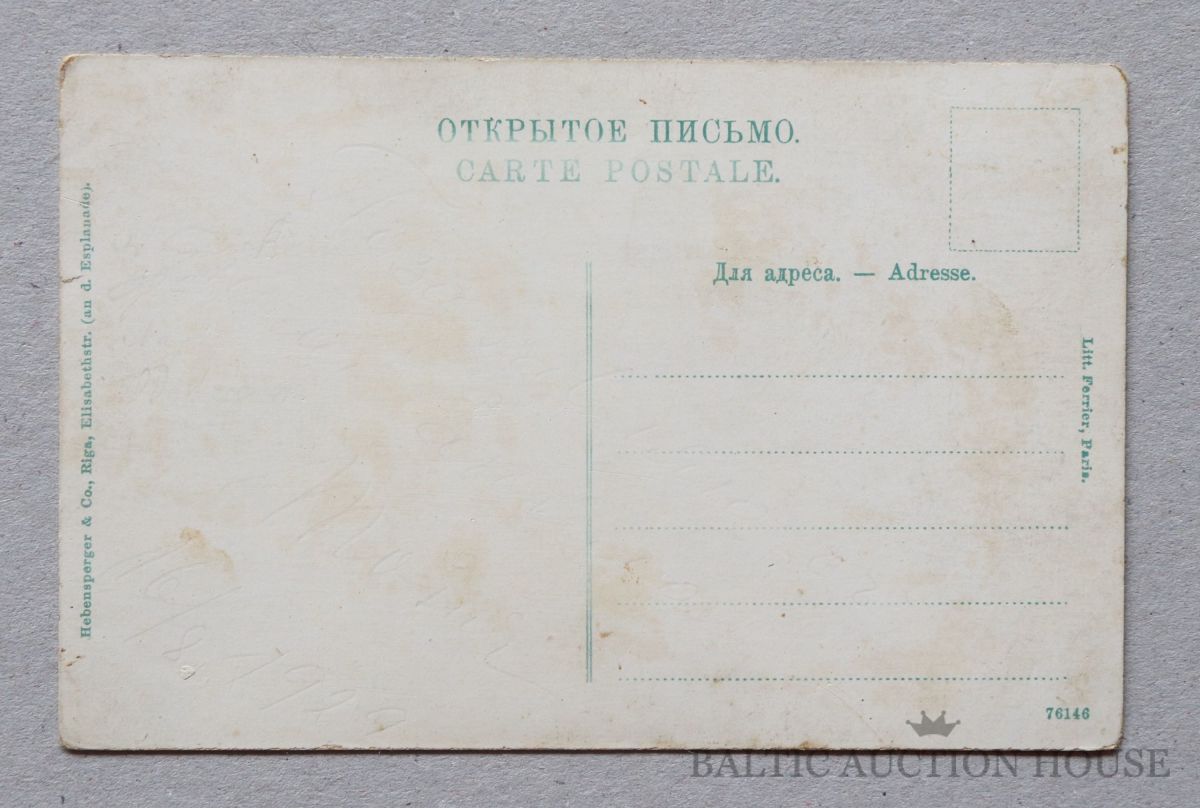 ОТКРЫТОЕ ПИСЬМО.
CARTE POSTALE.
Для адреса. — Adresse.
Hebensperger & Co., Riga, Elisabethstr. (an d. Esplanade).
Litt. Ferrier, Paris.
76146
BALTIC AUCTION HOUSE